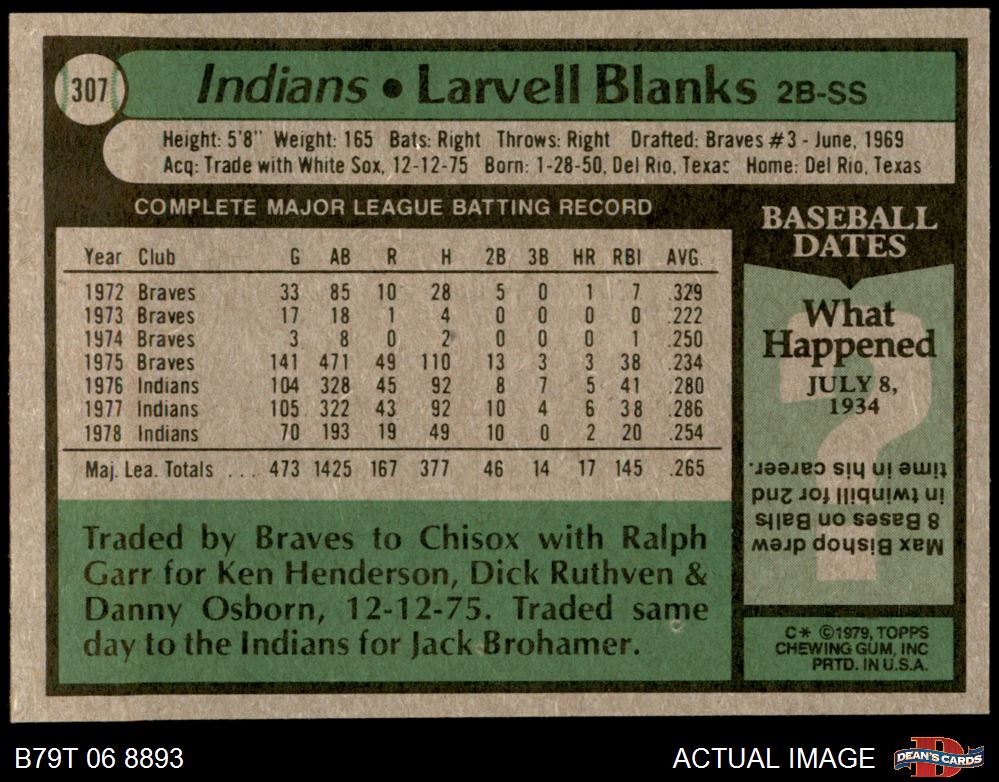 307
Indians • Larvell Blanks 2B-SS
Height: 5'8" Weight: 165 Bats: Right Throws: Right Drafted: Braves #3 - June, 1969
Acq: Trade with White Sox, 12-12-75 Born: 1-28-50, Del Rio, Texas Home: Del Rio, Texas
COMPLETE MAJOR LEAGUE BATTING RECORD
Year Club G AB R H 2B 3B HR RBI AVG.
1972 Braves 33 85 10 28 5 0 1 7 .329
1973 Braves 17 18 1 4 0 0 0 0 .222
1974 Braves 3 8 0 2 0 0 0 1 .250
1975 Braves 141 471 49 110 13 3 3 38 .234
1976 Indians 104 328 45 92 8 7 5 41 .280
1977 Indians 105 322 43 92 10 4 6 38 .286
1978 Indians 70 193 19 49 10 0 2 20 .254
Maj. Lea. Totals . . . 473 1425 167 377 46 14 17 145 .265
Traded by Braves to Chisox with Ralph
Garr for Ken Henderson, Dick Ruthven &
Danny Osborn, 12-12-75. Traded same
day to the Indians for Jack Brohamer.
BASEBALL
DATES
What
Happened
JULY 8,
1934
?
Max Bishop drew
8 Bases on Balls
in twinbill for 2nd
time in his career.
C* ©1979, TOPPS
CHEWING GUM, INC
PRTD. IN U.S.A.
B79T 06 8893
ACTUAL IMAGE
D
DEAN'S CARDS